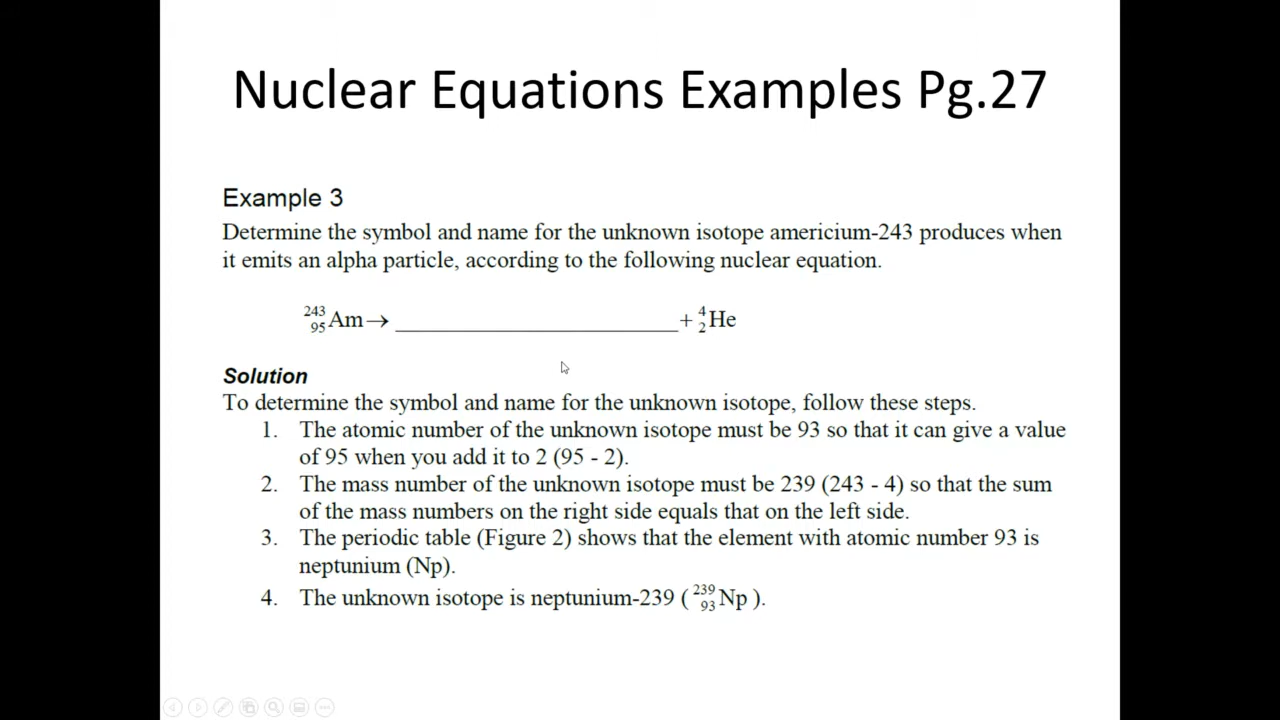 Nuclear Equations Examples Pg.27
Example 3
Determine the symbol and name for the unknown isotope americium-243 produces when
it emits an alpha particle, according to the following nuclear equation.
²⁴³₉₅Am→ ______________________ + ⁴₂He
Solution
To determine the symbol and name for the unknown isotope, follow these steps.
1. The atomic number of the unknown isotope must be 93 so that it can give a value
of 95 when you add it to 2 (95 - 2).
2. The mass number of the unknown isotope must be 239 (243 - 4) so that the sum
of the mass numbers on the right side equals that on the left side.
3. The periodic table (Figure 2) shows that the element with atomic number 93 is
neptunium (Np).
4. The unknown isotope is neptunium-239 ( ²³⁹₉₃Np ).